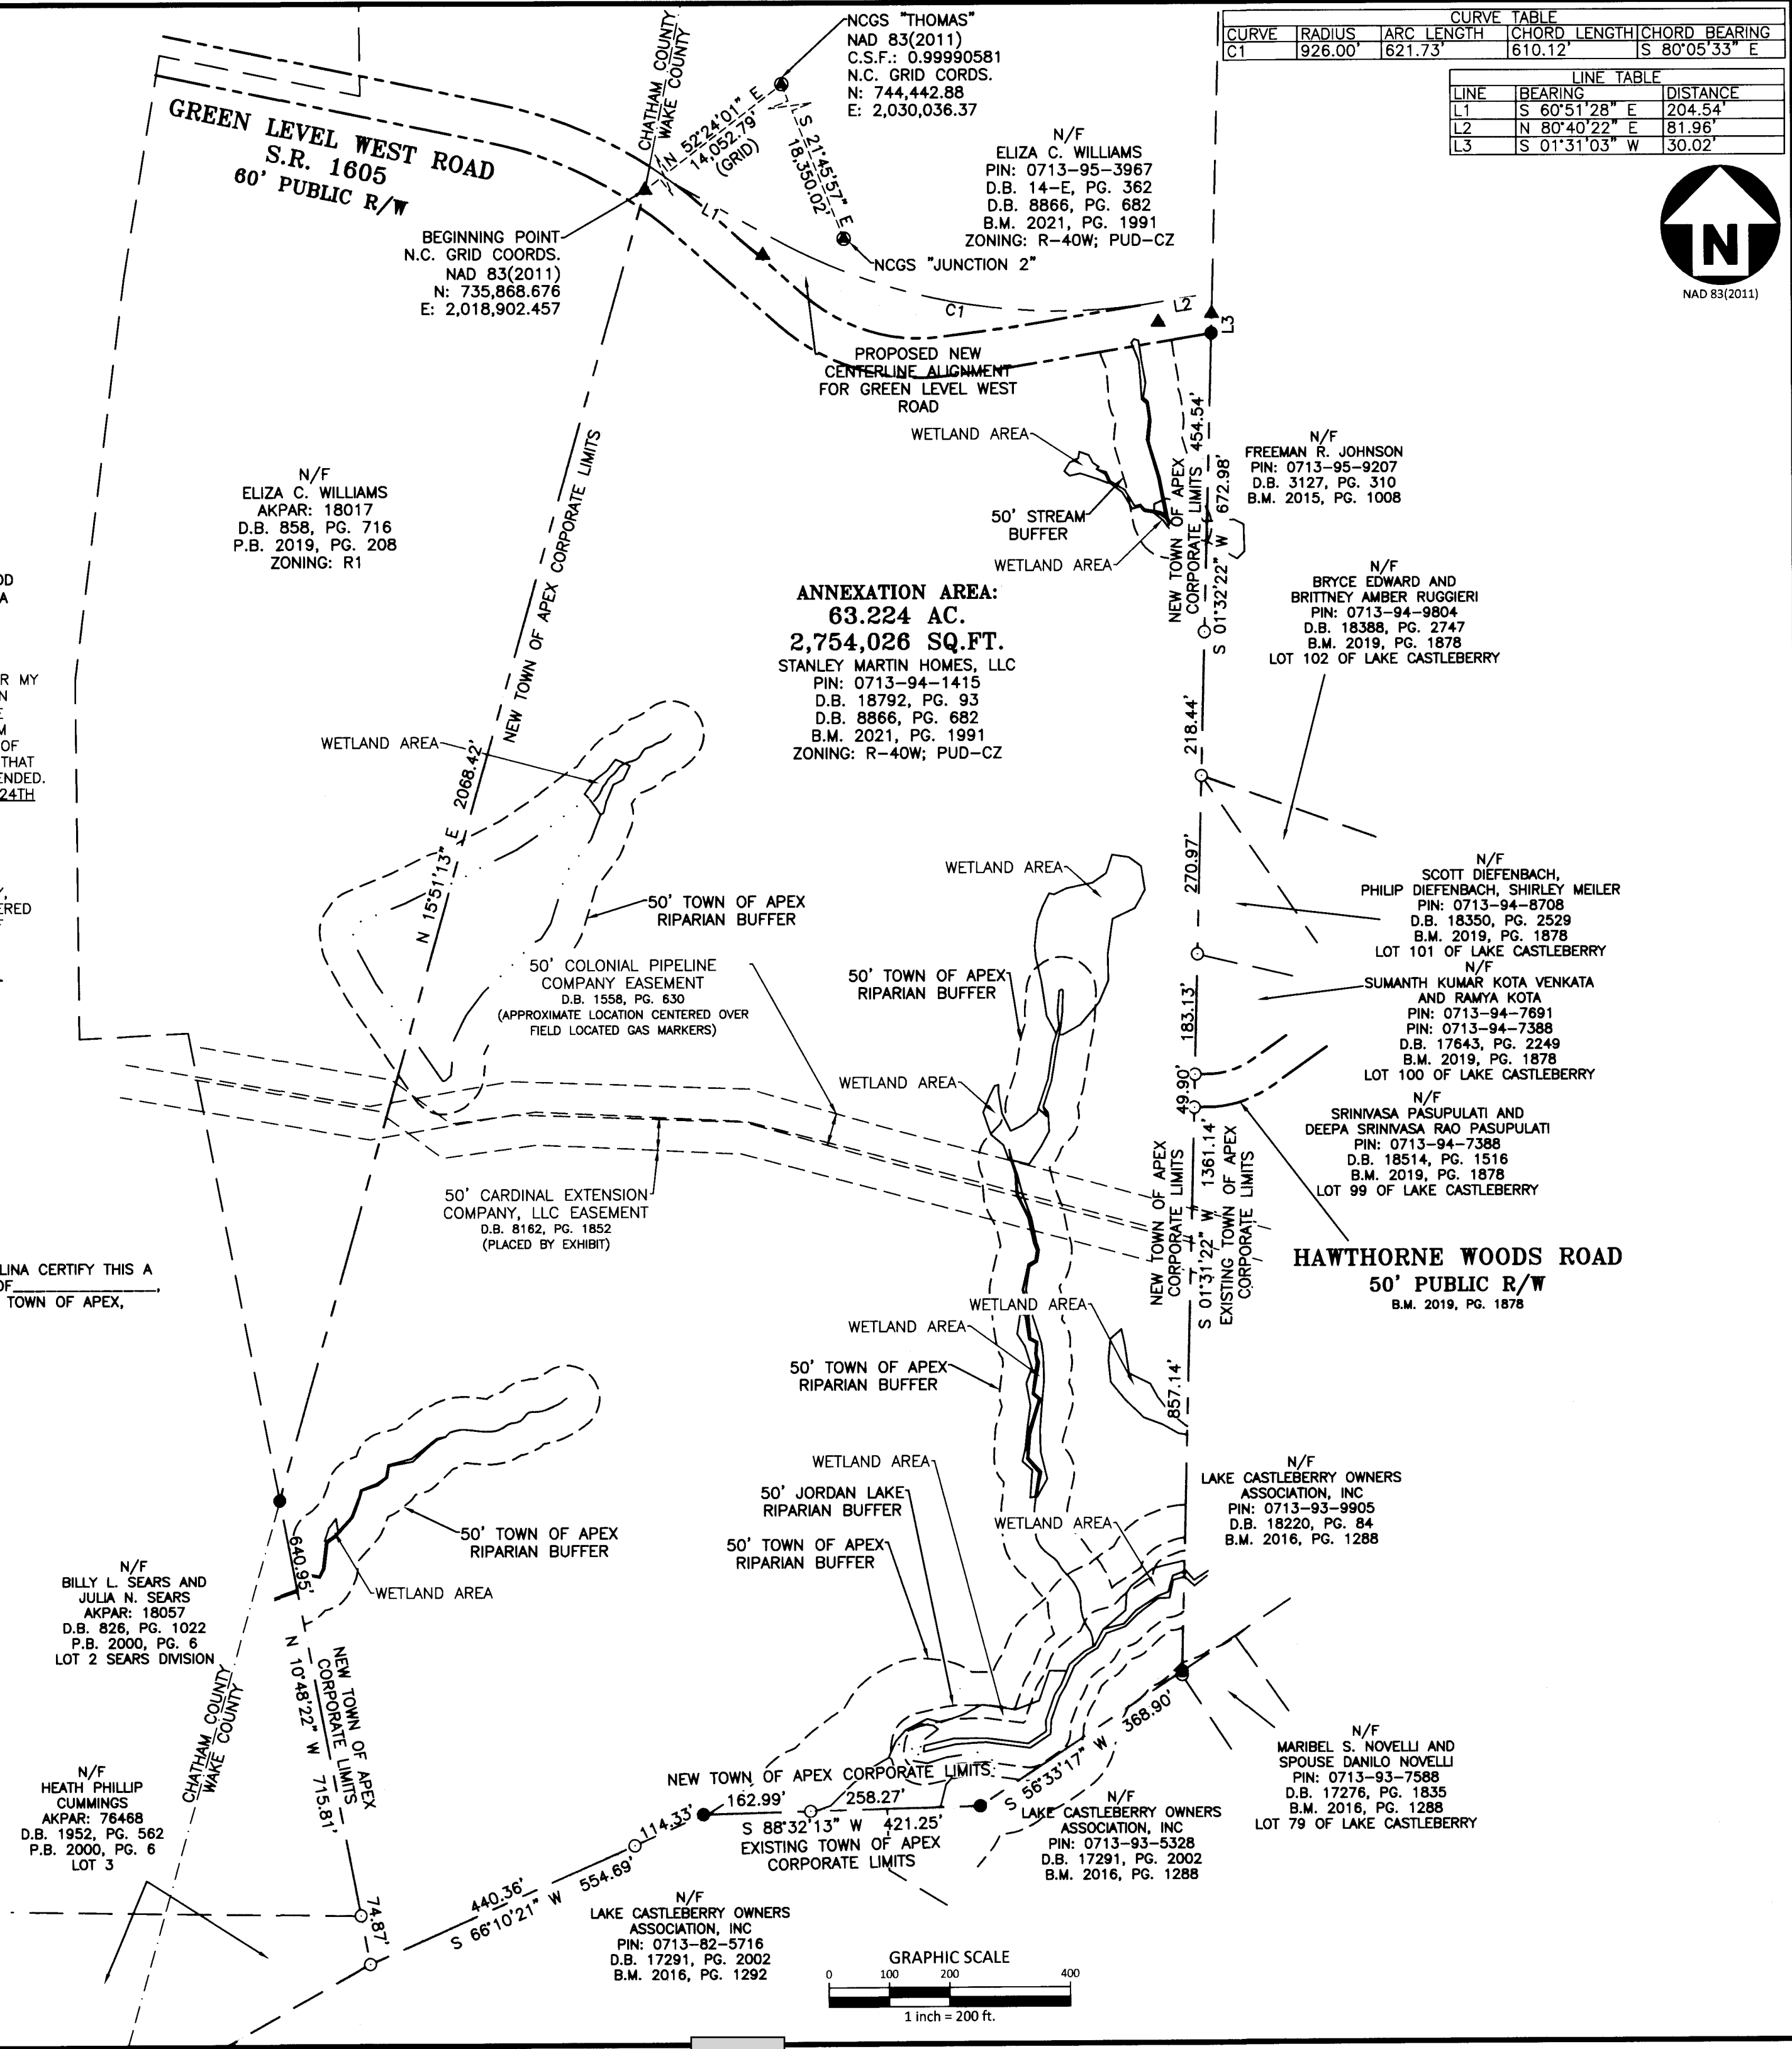 CURVE TABLE
CURVE RADIUS ARC LENGTH CHORD LENGTH CHORD BEARING
C1 926.00' 621.73' 610.12' S 80°05'33" E
LINE TABLE
LINE BEARING DISTANCE
L1 S 60°51'28" E 204.54'
L2 N 80°40'22" E 81.96'
L3 S 01°31'03" W 30.02'
N
NAD 83(2011)
NCGS "THOMAS"
NAD 83(2011)
C.S.F.: 0.99990581
N.C. GRID CORDS.
N: 744,442.88
E: 2,030,036.37
CHATHAM COUNTY
WAKE COUNTY
N 52°24'01" E
14,052.79'
(GRID)
S 21°45'57" E
18,350.02'
NCGS "JUNCTION 2"
GREEN LEVEL WEST ROAD
S.R. 1605
60' PUBLIC R/W
N/F
ELIZA C. WILLIAMS
PIN: 0713-95-3967
D.B. 14-E, PG. 362
D.B. 8866, PG. 682
B.M. 2021, PG. 1991
ZONING: R-40W; PUD-CZ
BEGINNING POINT
N.C. GRID COORDS.
NAD 83(2011)
N: 735,868.676
E: 2,018,902.457
L1
C1
L2
L3
PROPOSED NEW
CENTERLINE ALIGNMENT
FOR GREEN LEVEL WEST
ROAD
WETLAND AREA
50' STREAM
BUFFER
WETLAND AREA
NEW TOWN OF APEX
CORPORATE LIMITS
454.54'
S 01°32'22" W 672.98'
N/F
FREEMAN R. JOHNSON
PIN: 0713-95-9207
D.B. 3127, PG. 310
B.M. 2015, PG. 1008
N/F
ELIZA C. WILLIAMS
AKPAR: 18017
D.B. 858, PG. 716
P.B. 2019, PG. 208
ZONING: R1
NEW TOWN OF APEX CORPORATE LIMITS
N 15°51'13" E 2068.42'
N/F
BRYCE EDWARD AND
BRITTNEY AMBER RUGGIERI
PIN: 0713-94-9804
D.B. 18388, PG. 2747
B.M. 2019, PG. 1878
LOT 102 OF LAKE CASTLEBERRY
ANNEXATION AREA:
63.224 AC.
2,754,026 SQ.FT.
STANLEY MARTIN HOMES, LLC
PIN: 0713-94-1415
D.B. 18792, PG. 93
D.B. 8866, PG. 682
B.M. 2021, PG. 1991
ZONING: R-40W; PUD-CZ
OD
A
R MY
N
E
M
OF
THAT
ENDED.
24TH
ERED
218.44'
270.97'
183.13'
49.90'
WETLAND AREA
WETLAND AREA
N/F
SCOTT DIEFENBACH,
PHILIP DIEFENBACH, SHIRLEY MEILER
PIN: 0713-94-8708
D.B. 18350, PG. 2529
B.M. 2019, PG. 1878
LOT 101 OF LAKE CASTLEBERRY
50' TOWN OF APEX
RIPARIAN BUFFER
50' COLONIAL PIPELINE
COMPANY EASEMENT
D.B. 1558, PG. 630
(APPROXIMATE LOCATION CENTERED OVER
FIELD LOCATED GAS MARKERS)
50' TOWN OF APEX
RIPARIAN BUFFER
N/F
SUMANTH KUMAR KOTA VENKATA
AND RAMYA KOTA
PIN: 0713-94-7691
PIN: 0713-94-7388
D.B. 17643, PG. 2249
B.M. 2019, PG. 1878
LOT 100 OF LAKE CASTLEBERRY
WETLAND AREA
N/F
SRINIVASA PASUPULATI AND
DEEPA SRINIVASA RAO PASUPULATI
PIN: 0713-94-7388
D.B. 18514, PG. 1516
B.M. 2019, PG. 1878
LOT 99 OF LAKE CASTLEBERRY
50' CARDINAL EXTENSION
COMPANY, LLC EASEMENT
D.B. 8162, PG. 1852
(PLACED BY EXHIBIT)
NEW TOWN OF APEX
CORPORATE LIMITS
S 01°31'22" W 1361.14'
EXISTING TOWN OF APEX
CORPORATE LIMITS
HAWTHORNE WOODS ROAD
50' PUBLIC R/W
B.M. 2019, PG. 1878
LINA CERTIFY THIS A
OF______________,
TOWN OF APEX,
WETLAND AREA
WETLAND AREA
50' TOWN OF APEX
RIPARIAN BUFFER
857.14'
WETLAND AREA
50' JORDAN LAKE
RIPARIAN BUFFER
WETLAND AREA
50' TOWN OF APEX
RIPARIAN BUFFER
N/F
LAKE CASTLEBERRY OWNERS
ASSOCIATION, INC
PIN: 0713-93-9905
D.B. 18220, PG. 84
B.M. 2016, PG. 1288
50' TOWN OF APEX
RIPARIAN BUFFER
WETLAND AREA
640.95'
N/F
BILLY L. SEARS AND
JULIA N. SEARS
AKPAR: 18057
D.B. 826, PG. 1022
P.B. 2000, PG. 6
LOT 2 SEARS DIVISION
CHATHAM COUNTY
WAKE COUNTY
N 10°48'22" W 715.81'
NEW TOWN OF APEX
CORPORATE LIMITS
N/F
HEATH PHILLIP
CUMMINGS
AKPAR: 76468
D.B. 1952, PG. 562
P.B. 2000, PG. 6
LOT 3
74.87'
NEW TOWN OF APEX CORPORATE LIMITS
162.99' 258.27'
S 88°32'13" W 421.25'
EXISTING TOWN OF APEX
CORPORATE LIMITS
114.33'
440.36'
S 66°10'21" W 554.69'
S 56°33'17" W 368.90'
N/F
LAKE CASTLEBERRY OWNERS
ASSOCIATION, INC
PIN: 0713-93-5328
D.B. 17291, PG. 2002
B.M. 2016, PG. 1288
N/F
MARIBEL S. NOVELLI AND
SPOUSE DANILO NOVELLI
PIN: 0713-93-7588
D.B. 17276, PG. 1835
B.M. 2016, PG. 1288
LOT 79 OF LAKE CASTLEBERRY
N/F
LAKE CASTLEBERRY OWNERS
ASSOCIATION, INC
PIN: 0713-82-5716
D.B. 17291, PG. 2002
B.M. 2016, PG. 1292
GRAPHIC SCALE
0 100 200 400
1 inch = 200 ft.